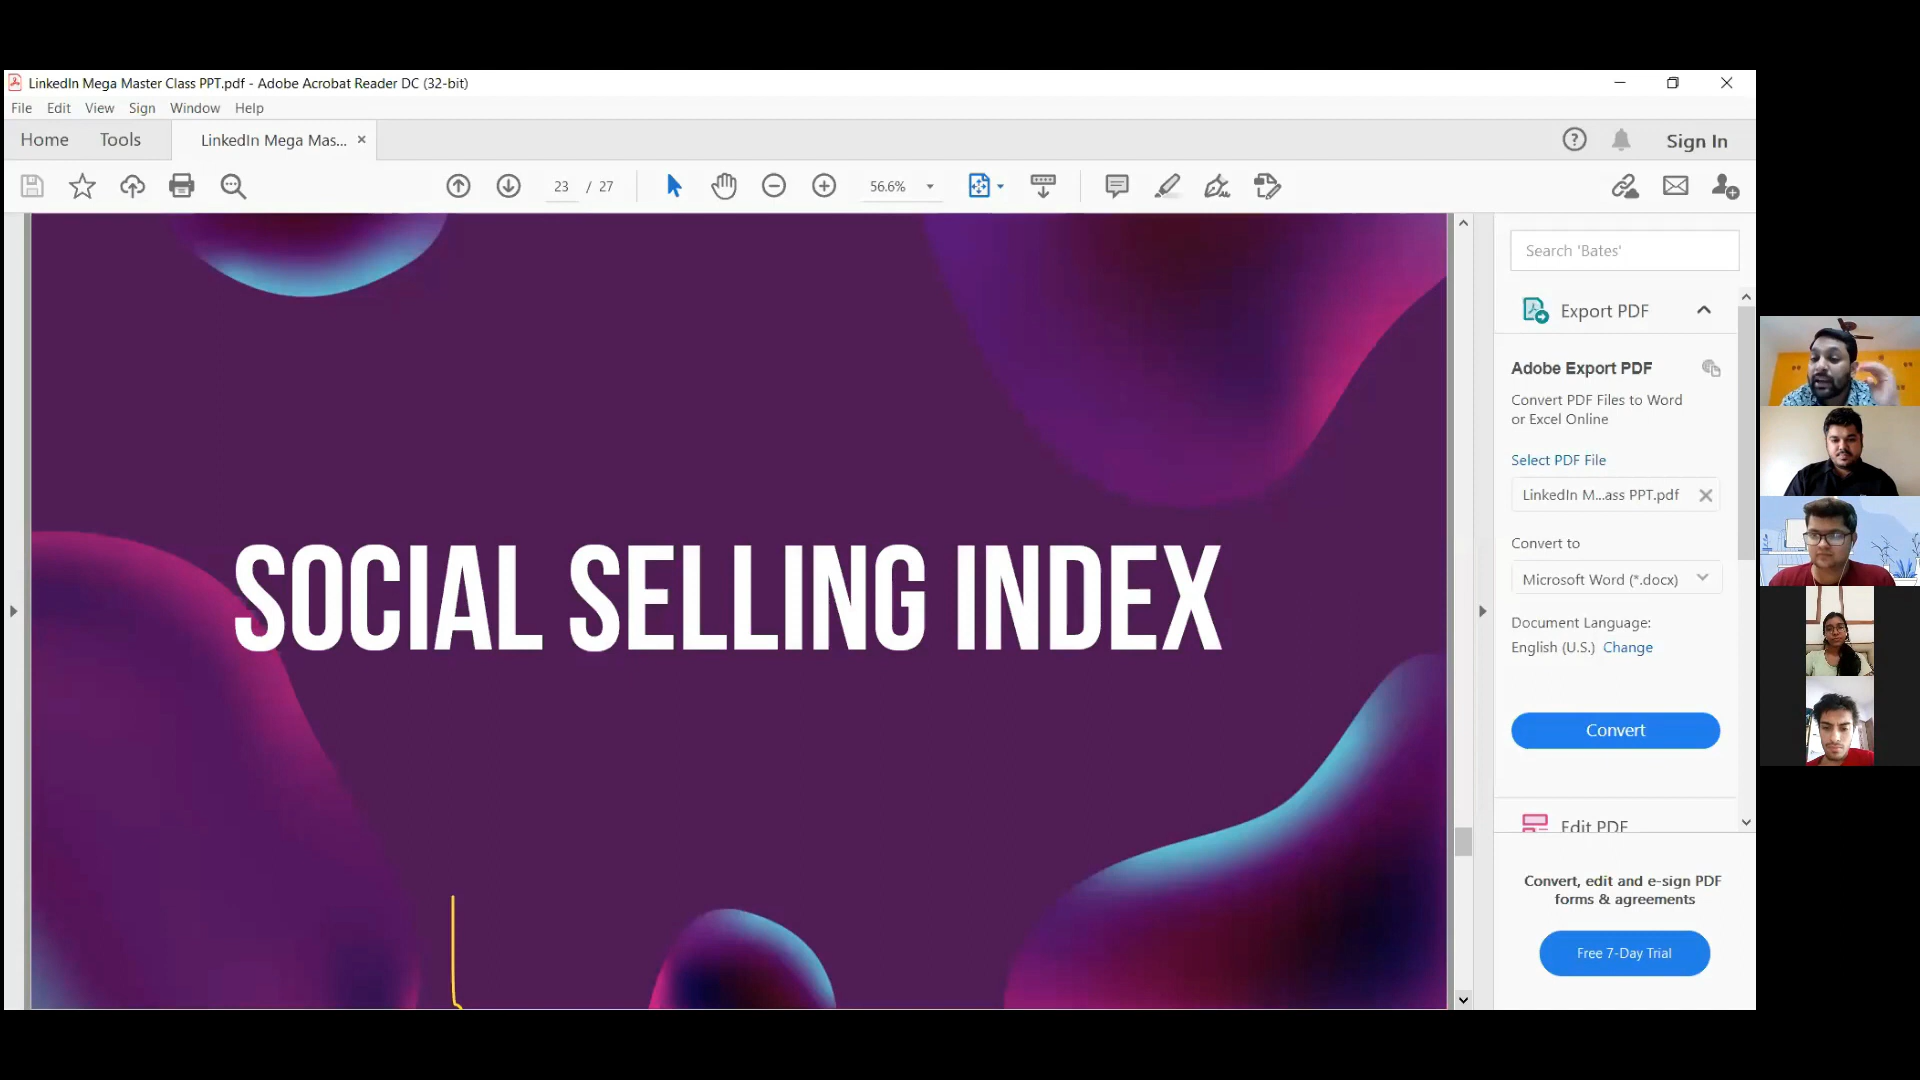 LinkedIn Mega Master Class PPT.pdf - Adobe Acrobat Reader DC (32-bit)
File Edit View Sign Window Help
Home Tools LinkedIn Mega Mas... × Sign In
23 / 27 56.6%
Search 'Bates'
Export PDF
Adobe Export PDF
Convert PDF Files to Word
or Excel Online
Select PDF File
LinkedIn M...ass PPT.pdf
Convert to
Microsoft Word (*.docx)
Document Language:
English (U.S.) Change
Convert
Edit PDF
Convert, edit and e-sign PDF
forms & agreements
Free 7-Day Trial
SOCIAL SELLING INDEX